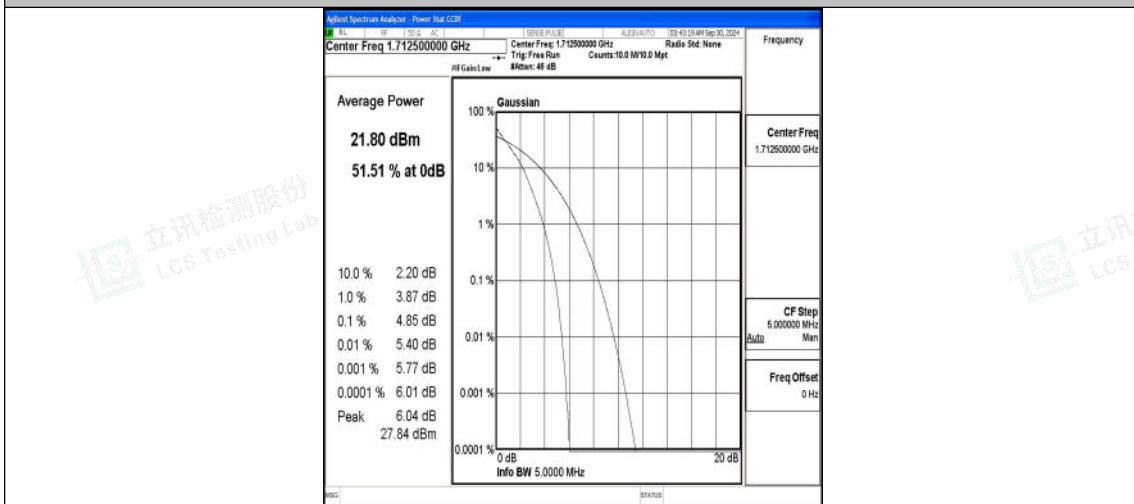 Agilent Spectrum Analyzer - Power Stat CCDF
RL RF 50 Ω AC SENSE:PULSE ALIGNAUTO 03:43:19 AM Sep 30, 2024
Center Freq 1.712500000 GHz
Center Freq: 1.712500000 GHz
Radio Std: None
Trig: Free Run
Counts:10.0 M/10.0 Mpt
#IFGain:Low
#Atten: 46 dB
Frequency
Average Power
21.80 dBm
51.51 % at 0dB
10.0 % 2.20 dB
1.0 % 3.87 dB
0.1 % 4.85 dB
0.01 % 5.40 dB
0.001 % 5.77 dB
0.0001 % 6.01 dB
Peak 6.04 dB
27.84 dBm
Gaussian
100 %
10 %
1 %
0.1 %
0.01 %
0.001 %
0.0001 %
0 dB
20 dB
Info BW 5.0000 MHz
Center Freq
1.712500000 GHz
CF Step
5.000000 MHz
Auto Man
Freq Offset
0 Hz
MSG
STATUS
立讯检测股份
LCS Testing Lab
立讯
LCS